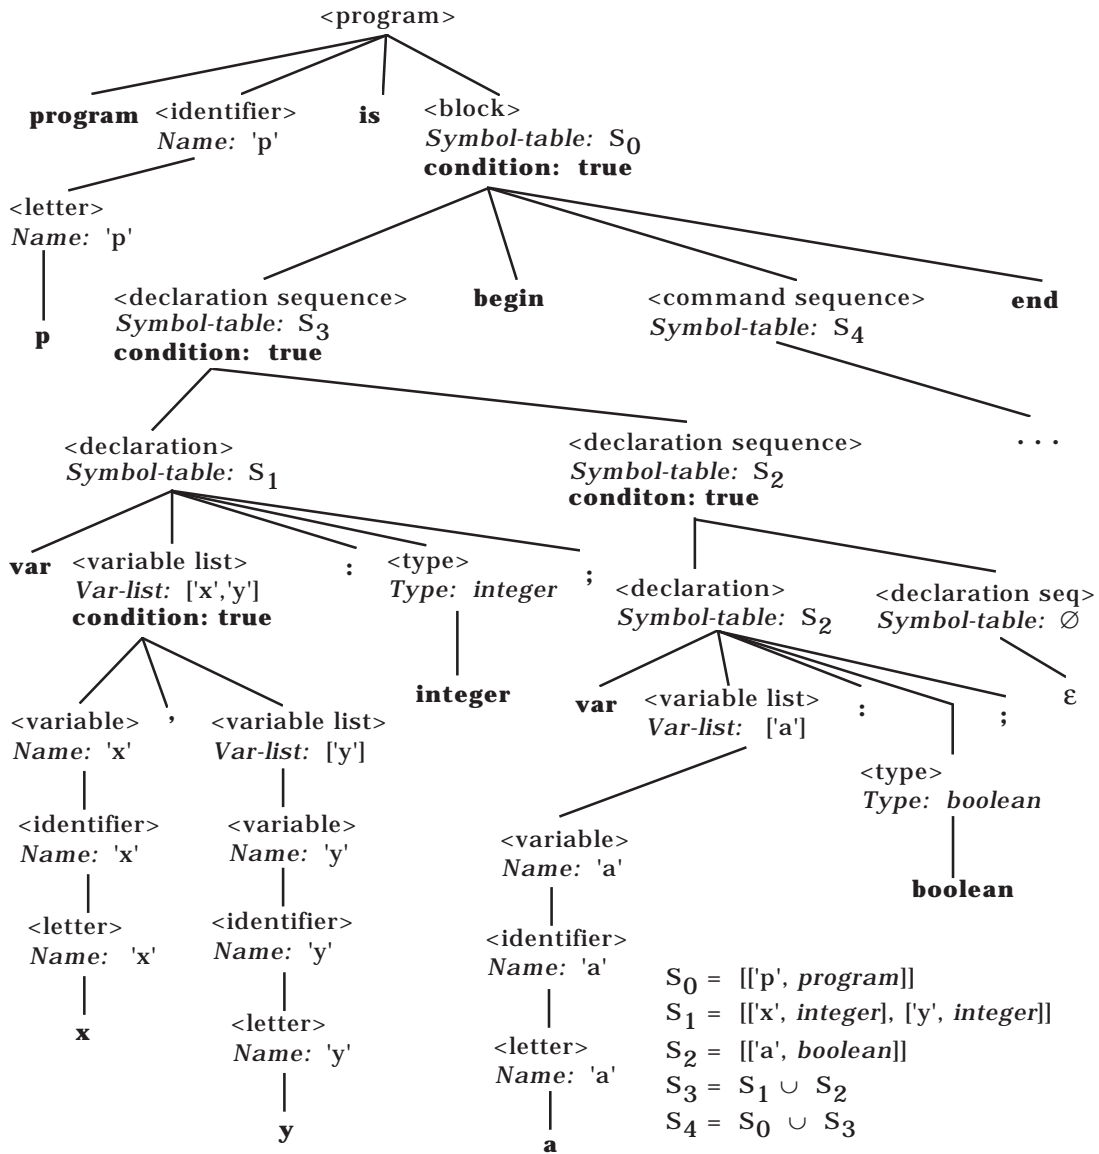 <program>
program <identifier> is <block>
Name: 'p' Symbol-table: S0
condition: true
<letter>
Name: 'p'
<declaration sequence> begin <command sequence> end
Symbol-table: S3 Symbol-table: S4
p condition: true
<declaration> <declaration sequence> . . .
Symbol-table: S1 Symbol-table: S2
conditon: true
var <variable list> : <type> ;
Var-list: ['x','y'] Type: integer
condition: true
<declaration> <declaration seq>
Symbol-table: S2 Symbol-table: ∅
integer var <variable list> : ; ε
Var-list: ['a']
<variable> , <variable list>
Name: 'x' Var-list: ['y']
<type>
Type: boolean
<identifier> <variable> <variable>
Name: 'x' Name: 'y' Name: 'a'
boolean
<letter> <identifier> <identifier>
Name: 'x' Name: 'y' Name: 'a'
S0 = [['p', program]]
x <letter> S1 = [['x', integer], ['y', integer]]
Name: 'y'
<letter> S2 = [['a', boolean]]
Name: 'a' S3 = S1 ∪ S2
y S4 = S0 ∪ S3
a